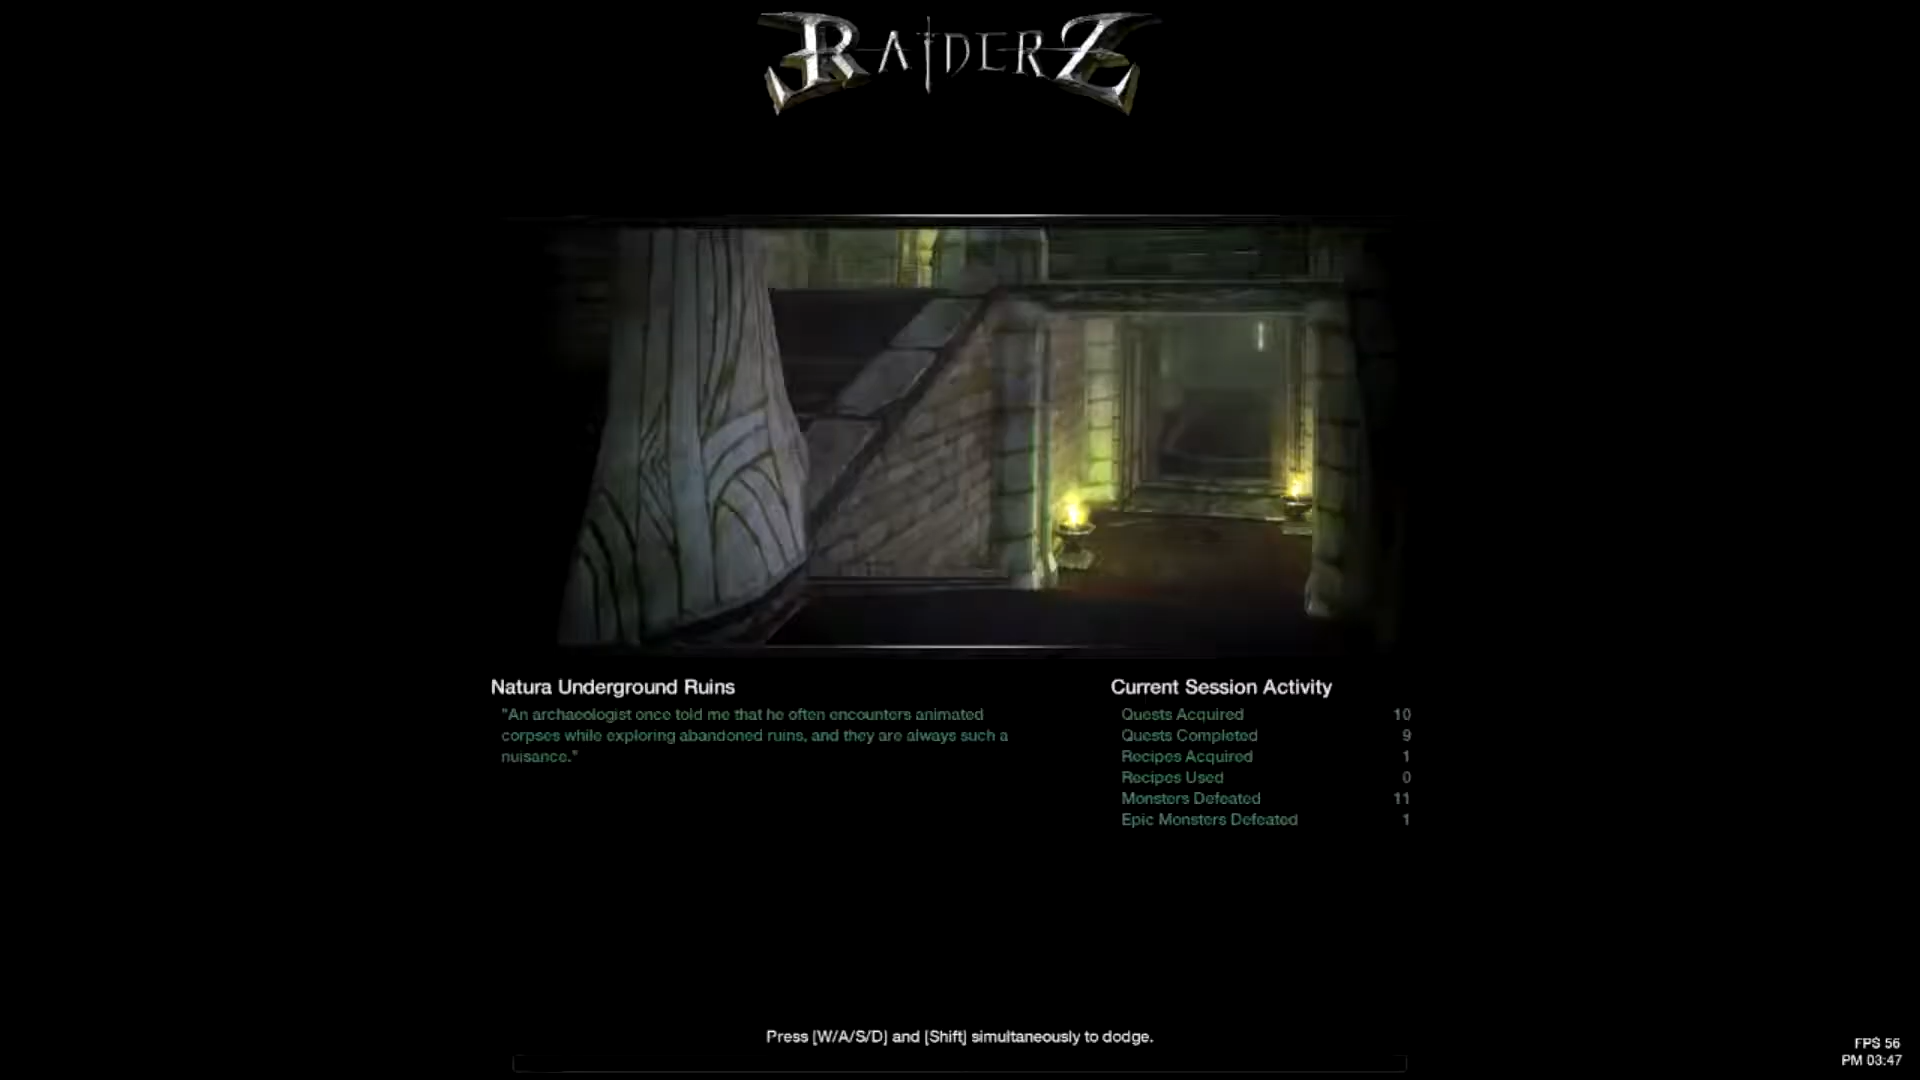 RAIDERZ
Natura Underground Ruins
"An archaeologist once told me that he often encounters animated
corpses while exploring abandoned ruins, and they are always such a
nuisance."
Current Session Activity
Quests Acquired 10
Quests Completed 9
Recipes Acquired 1
Recipes Used 0
Monsters Defeated 11
Epic Monsters Defeated 1
Press [W/A/S/D] and [Shift] simultaneously to dodge.
FPS 56
PM 03:47